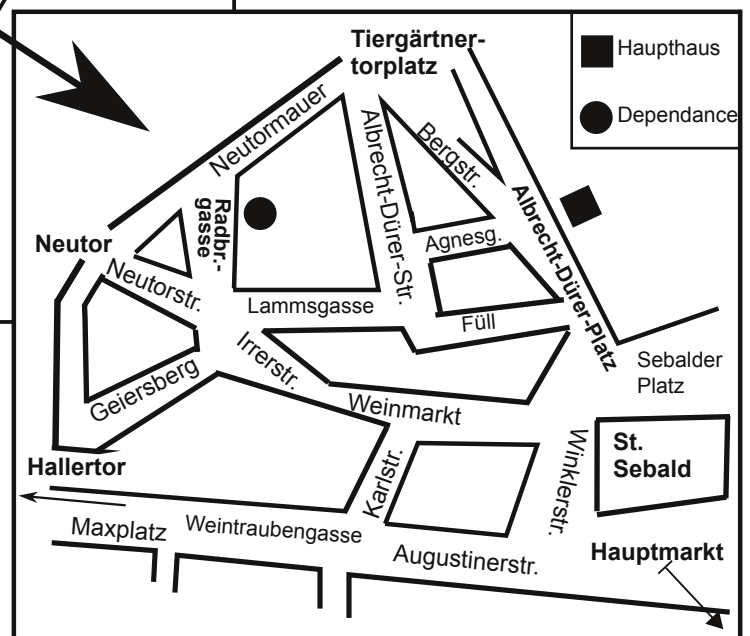 Tiergärtner-
torplatz
Haupthaus
Dependance
Neutormauer
Albrecht-Dürer-Str.
Bergstr.
Radbr.-
gasse
Albrecht-Dürer-Platz
Neutor
Agnesg.
Neutorstr.
Lammsgasse
Füll
Irrerstr.
Sebalder
Platz
Geiersberg
Weinmarkt
Hallertor
Karlstr.
Winklerstr.
St.
Sebald
Maxplatz
Weintraubengasse
Augustinerstr.
Hauptmarkt